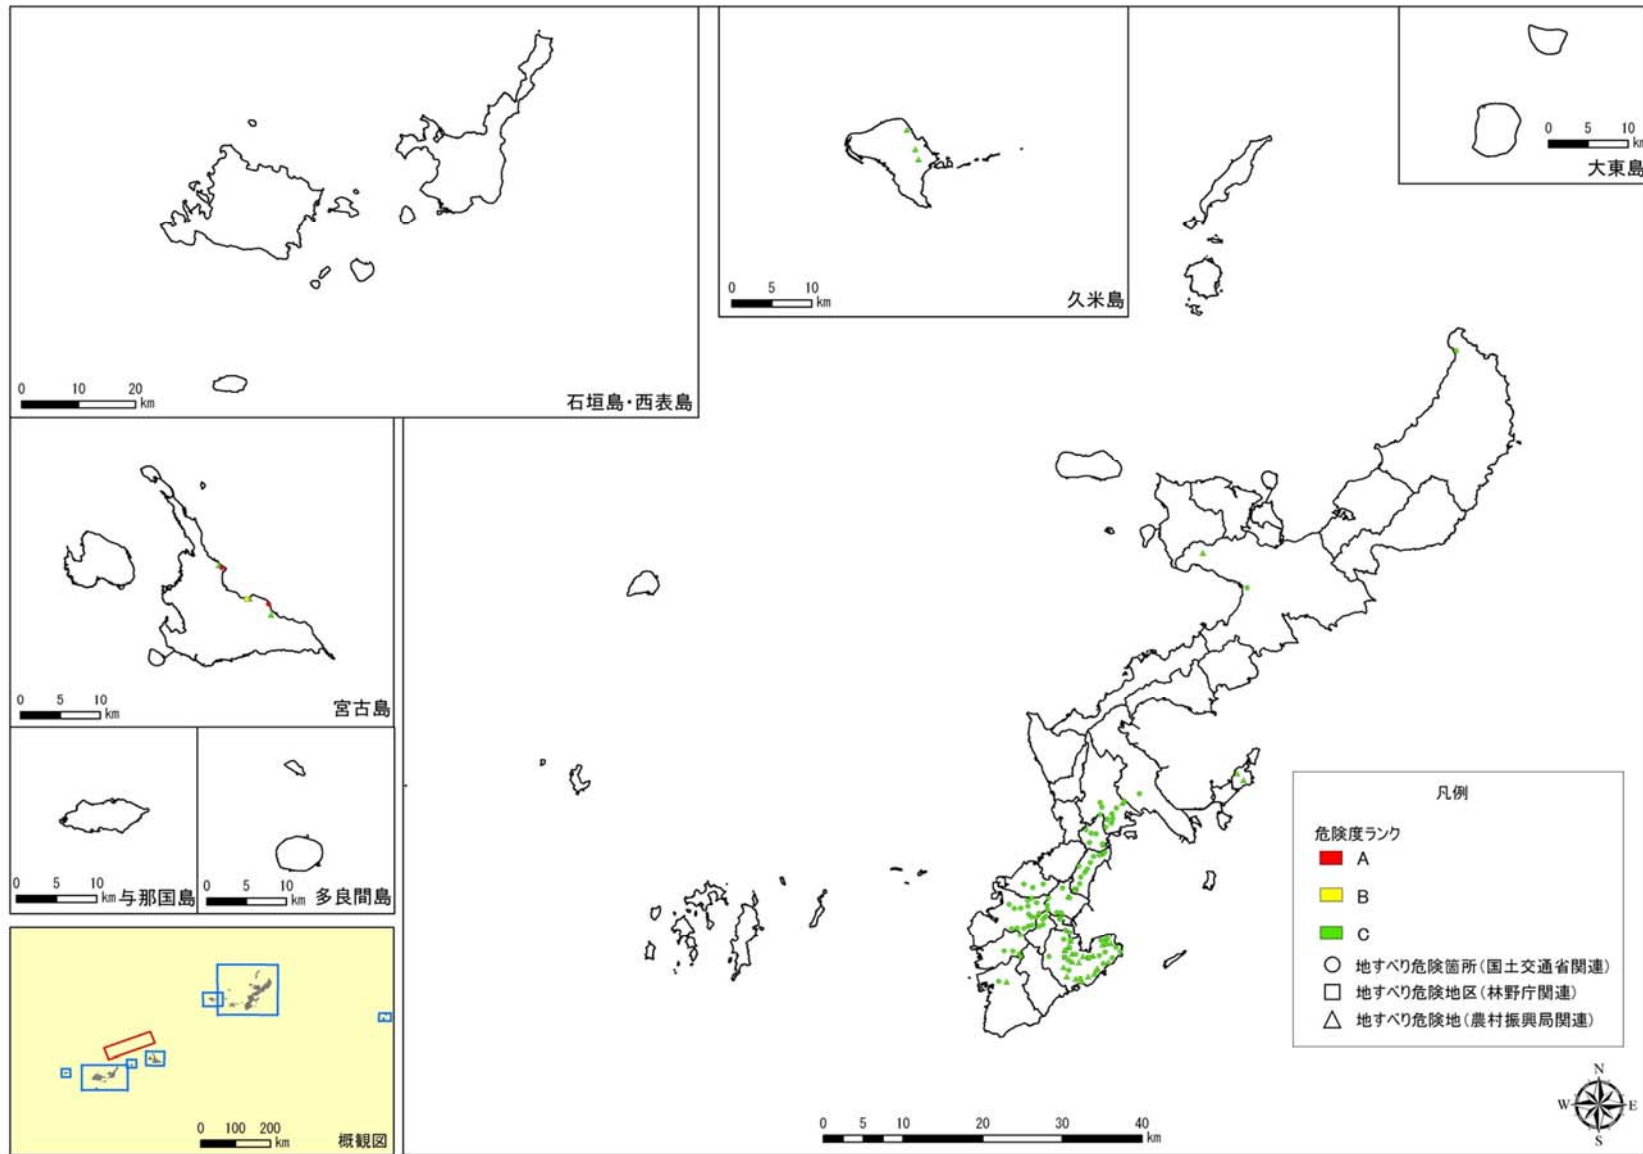 0 10 20
km
石垣島・西表島
0 5 10
km
久米島
0 5 10
km
大東島
0 5 10
km
宮古島
0 5 10
km
与那国島
0 5 10
km
多良間島
0 100 200
km
概観図
凡例
危険度ランク
A
B
C
地すべり危険箇所(国土交通省関連)
地すべり危険地区(林野庁関連)
地すべり危険地(農村振興局関連)
N
W E
S
0 5 10 20 30 40
km